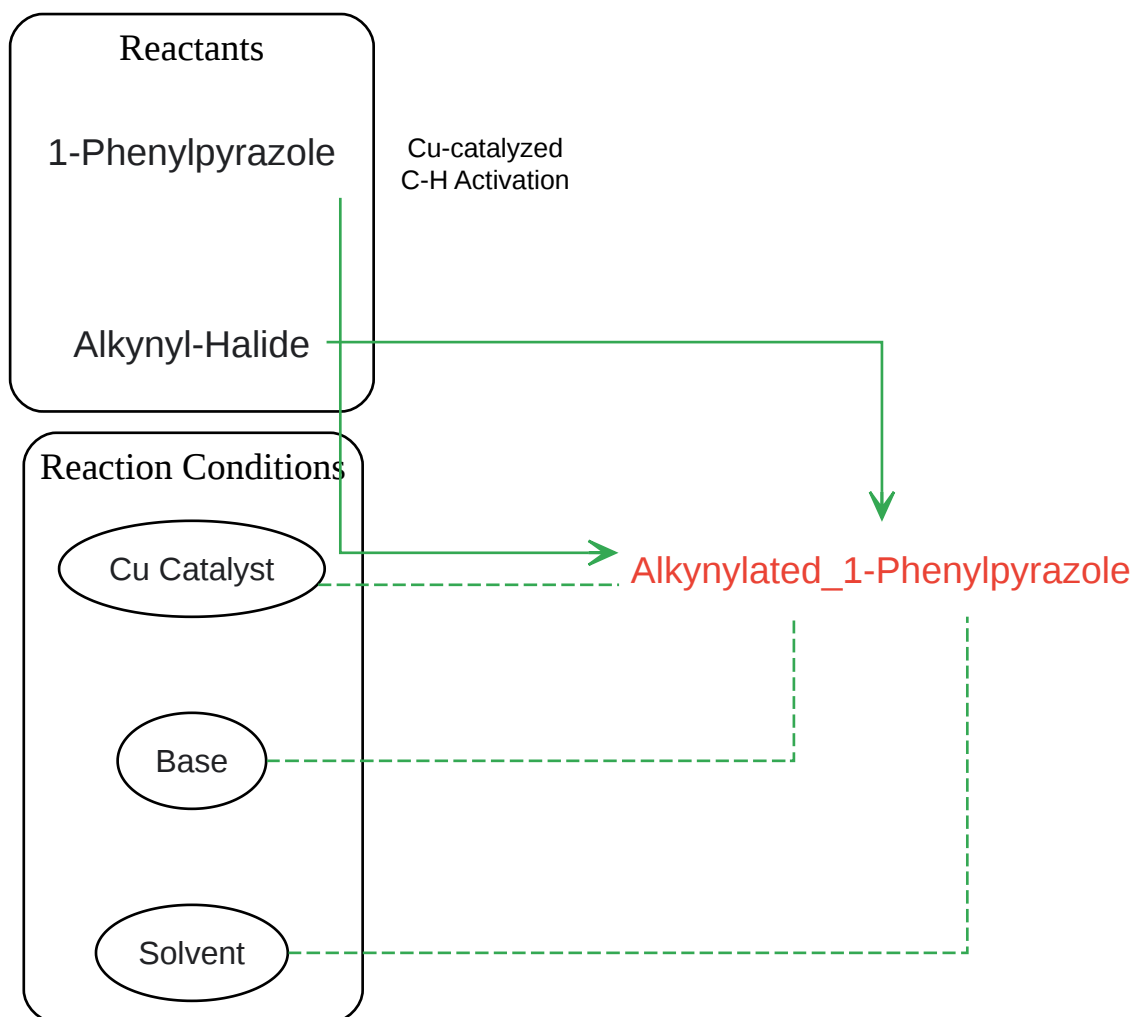 Reactants
1-Phenylpyrazole
Cu-catalyzed
C-H Activation
Alkynyl-Halide
Reaction Conditions
Cu Catalyst
Alkynylated_1-Phenylpyrazole
Base
Solvent